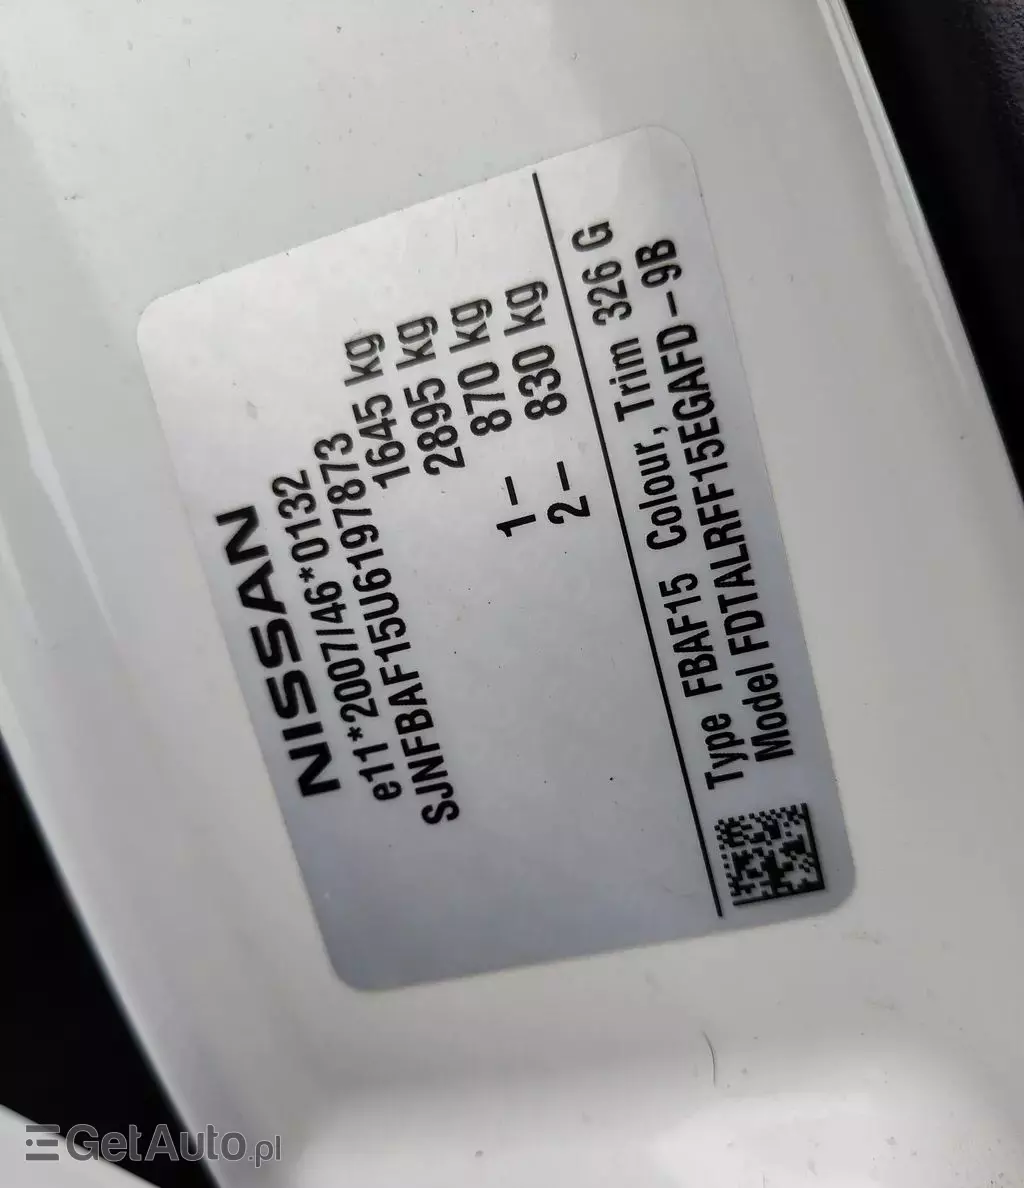 NISSAN
e11*2007/46*0132
SJNFBAF15U6197873
1645 kg
2895 kg
1– 870 kg
2– 830 kg
Type FBAF15 Colour, Trim 326 G
Model FDTALRFF15EGAFD–9B
GetAuto.pl